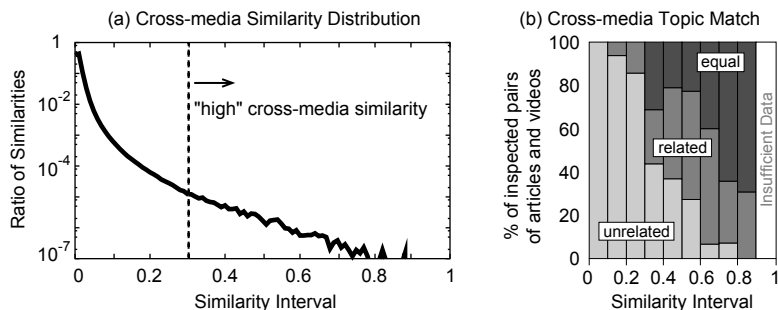 (a) Cross-media Similarity Distribution
1
10-2
10-4
10-7
Ratio of Similarities
"high" cross-media similarity
0 0.2 0.4 0.6 0.8 1
Similarity Interval
(b) Cross-media Topic Match
100
80
60
40
20
0
% of inspected pairs
of articles and videos
equal
related
unrelated
Insufficient Data
0 0.2 0.4 0.6 0.8 1
Similarity Interval